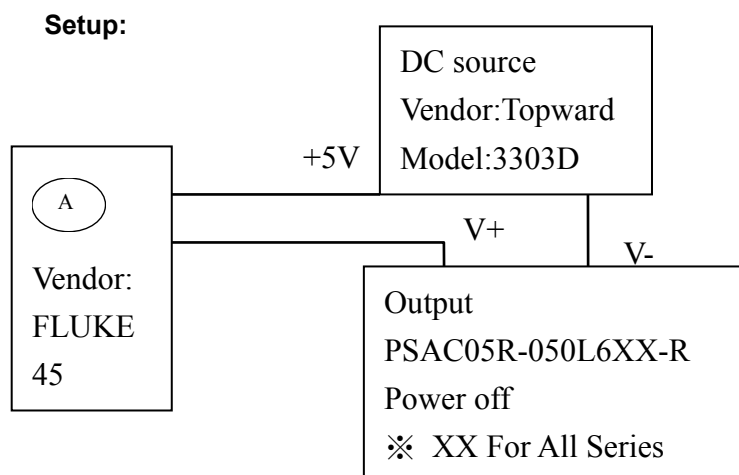 Setup:
DC source
Vendor:Topward
Model:3303D
+5V
A
V+
V-
Vendor:
FLUKE
45
Output
PSAC05R-050L6XX-R
Power off
※ XX For All Series